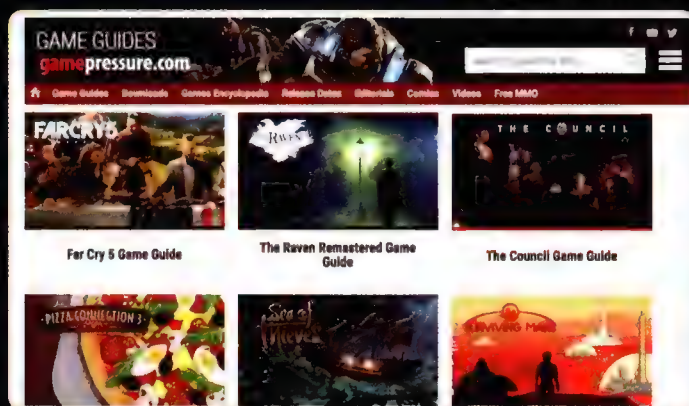 GAME GUIDES
gamepressure.com
Game Guides Downloads Games Encyclopedia Release Dates Editorials Comics Videos Free MMO
FARCRY5
RAVEN
THE COUNCIL
Far Cry 5 Game Guide
The Raven Remastered Game
Guide
The Council Game Guide
PIZZA CONNECTION 3
Sea of
Thieves
SURVIVING MARS